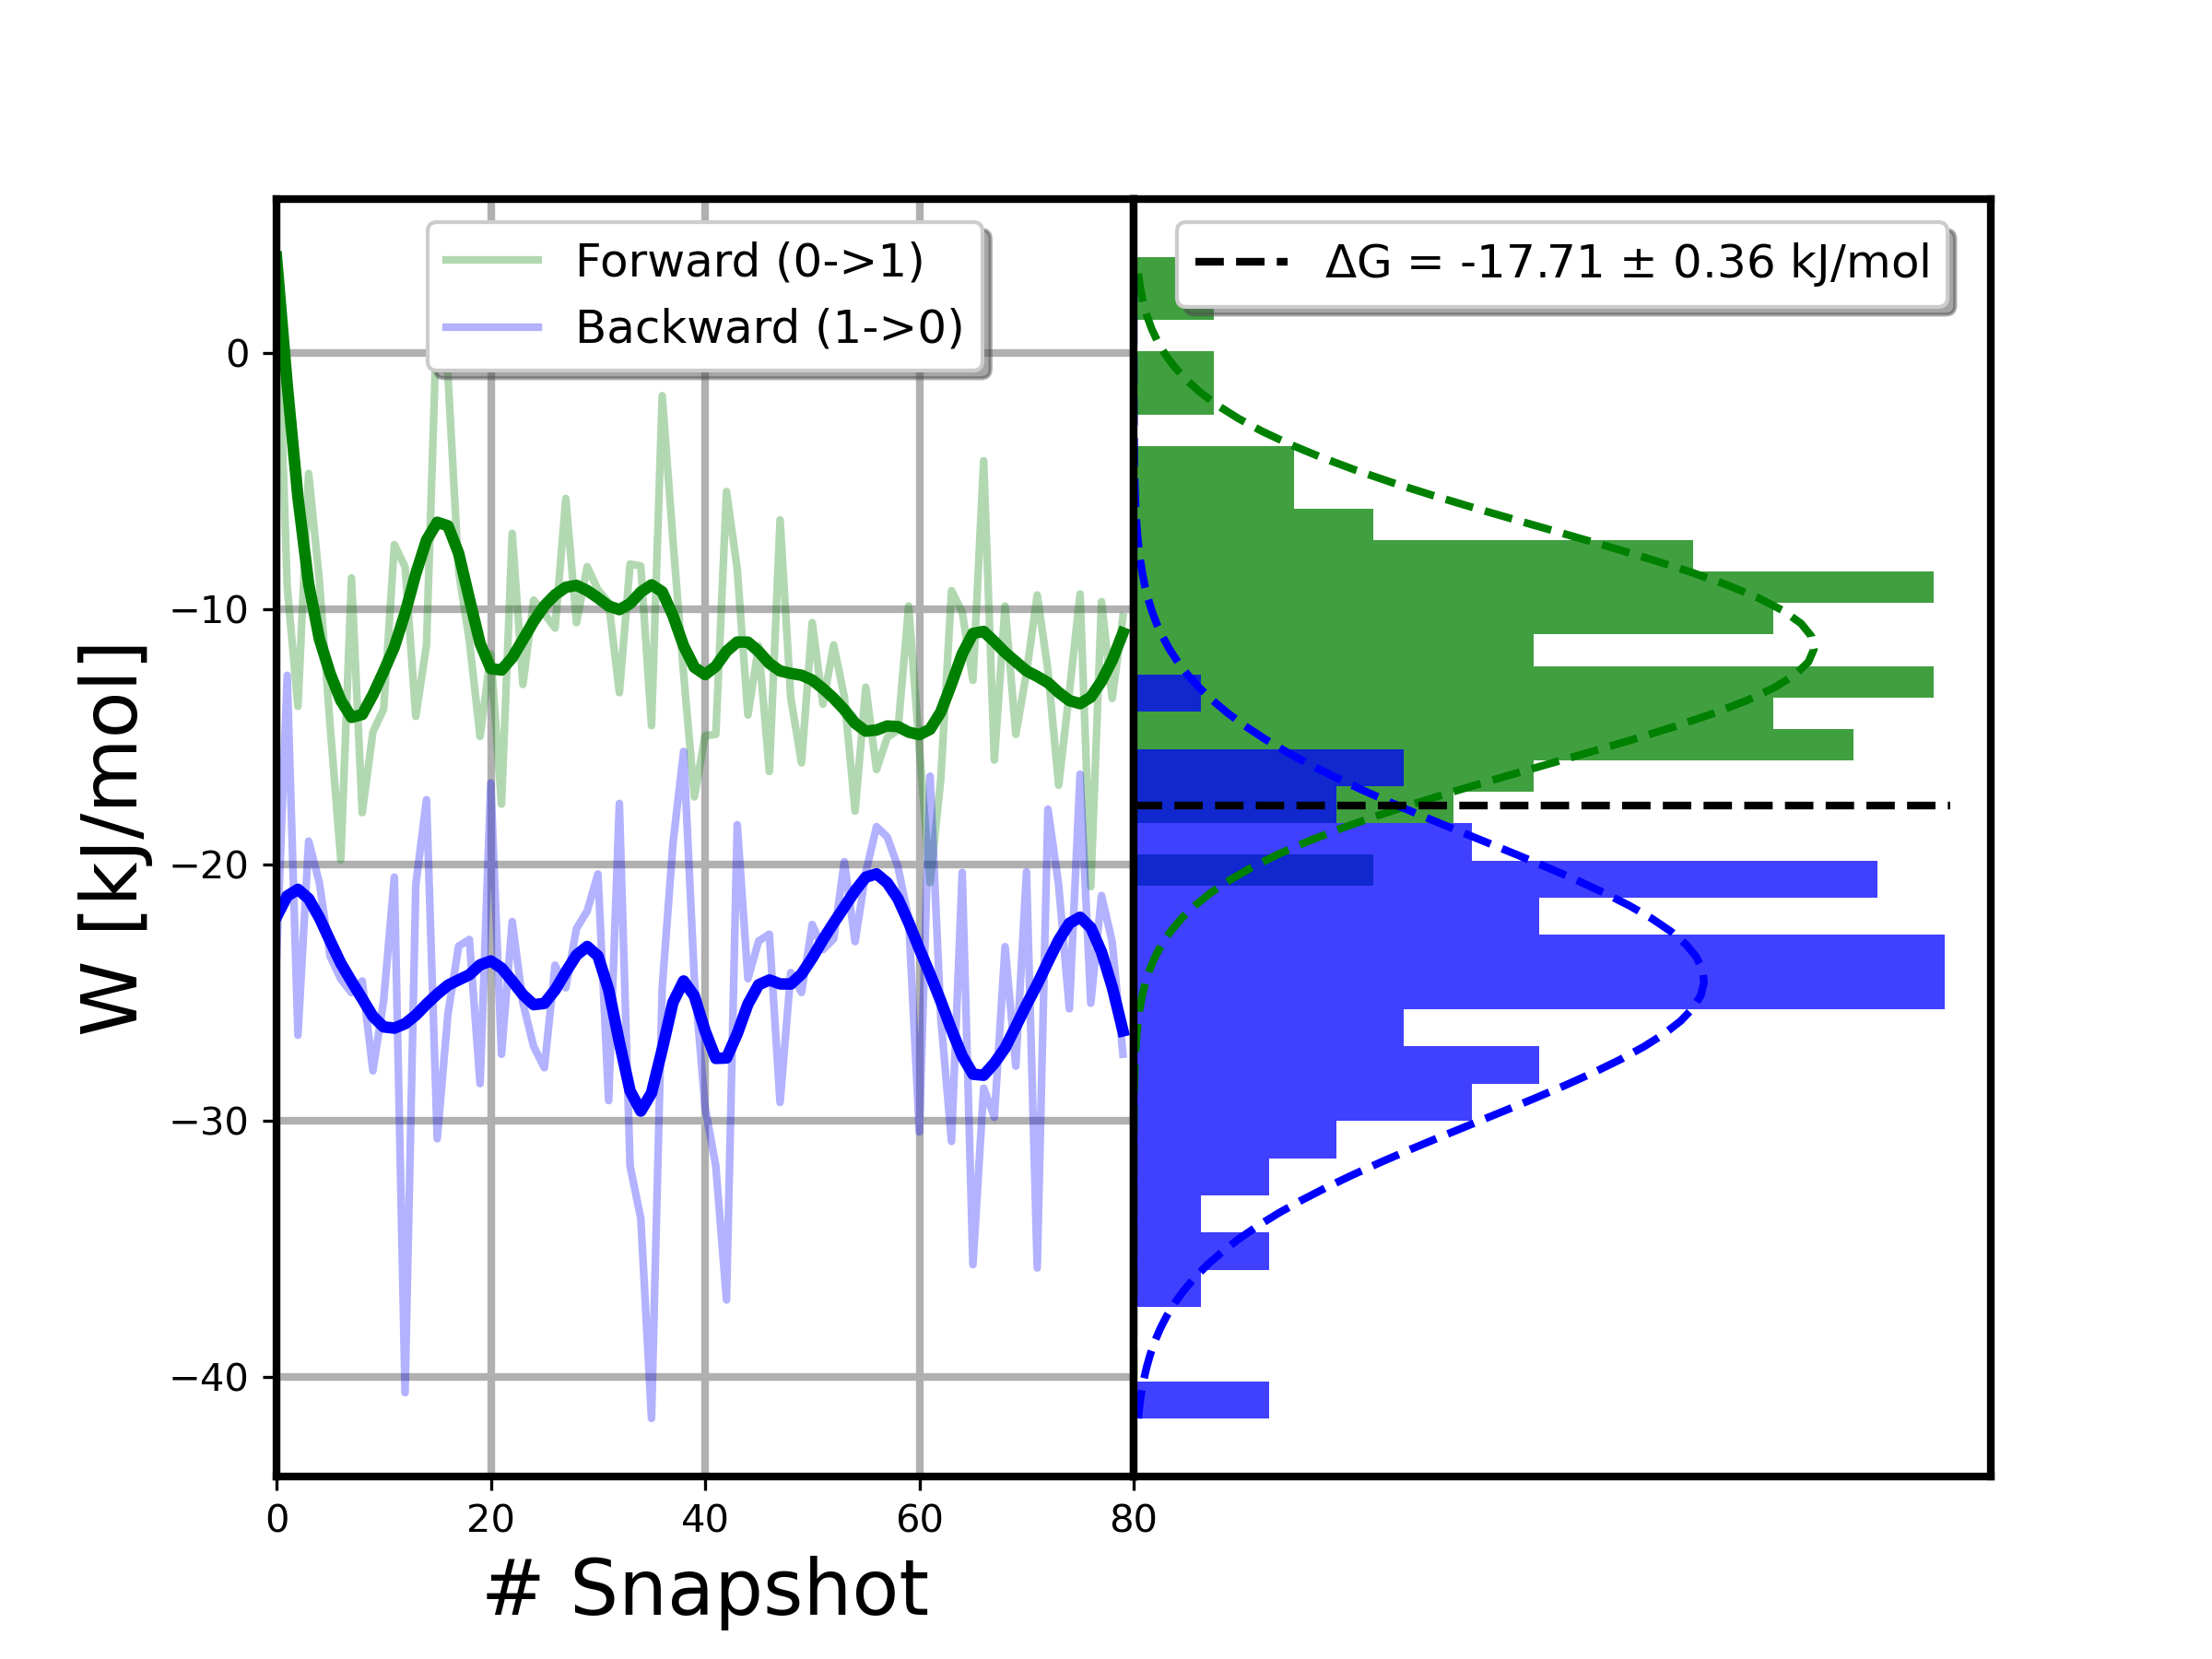 Forward (0->1)
Backward (1->0)
ΔG = -17.71 ± 0.36 kJ/mol
W [kJ/mol]
0
−10
−20
−30
−40
0 20 40 60 80
# Snapshot